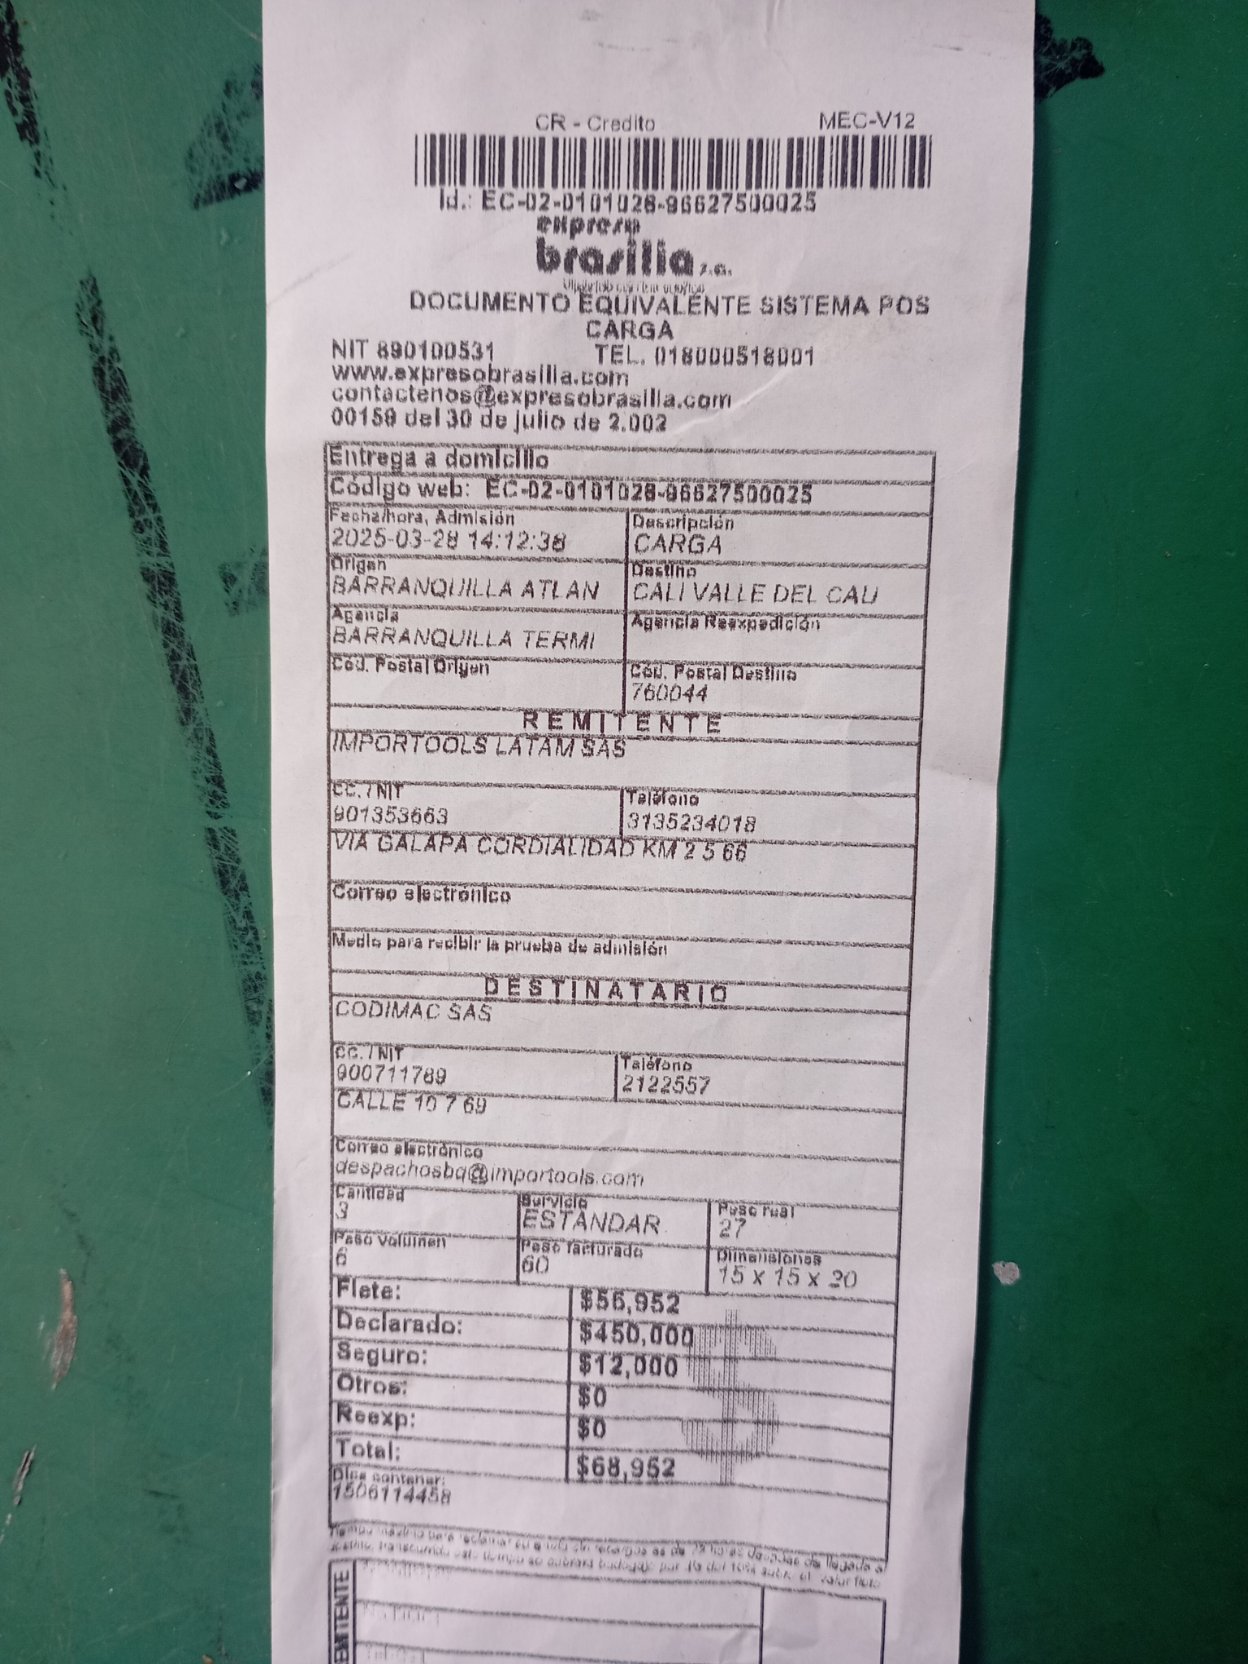 CR - Credito MEC-V12
Id.: EC-02-0101028-96627500025
expreso
brasilia s.a.
DOCUMENTO EQUIVALENTE SISTEMA POS
CARGA
NIT 890100531 TEL. 018000518001
www.expresobrasilia.com
contactenos@expresobrasilia.com
00159 del 30 de julio de 2.002
Entrega a domicilio
Código web: EC-02-0101028-96627500025
Fecha/hora, Admisión Descripción
2025-03-28 14:12:38 CARGA
Origen Destino
BARRANQUILLA ATLAN CALI VALLE DEL CAU
Agencia Agencia Reexpedición
BARRANQUILLA TERMI
Cód. Postal Origen Cód. Postal Destino
760044
REMITENTE
IMPORTOOLS LATAM SAS
CC. / NIT Teléfono
901353663 3135234018
VIA GALAPA CORDIALIDAD KM 2 5 66
Correo electrónico
Medio para recibir la prueba de admisión
DESTINATARIO
CODIMAC SAS
CC. / NIT Teléfono
900711789 2122557
CALLE 10 7 69
Correo electrónico
despachosbq@importools.com
Cantidad Servicio Peso real
3 ESTANDAR 27
Peso volumen Peso facturado Dimensiones
6 60 15 x 15 x 20
Flete: $56,952
Declarado: $450,000
Seguro: $12,000
Otros: $0
Reexp: $0
Total: $68,952
Dice contener:
1506114458